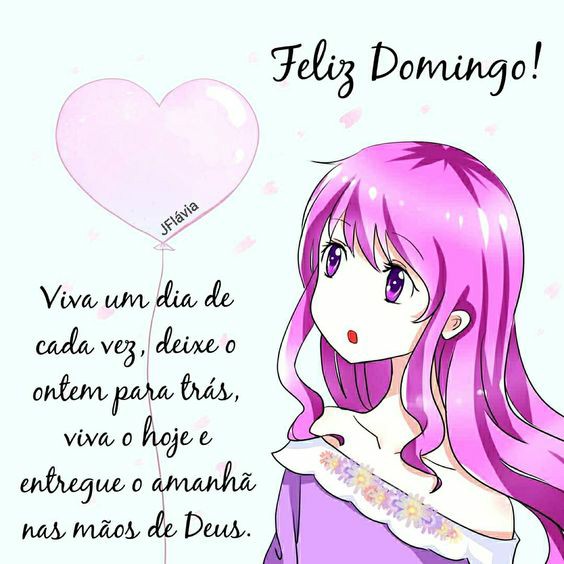 Feliz Domingo!
JFlávia
Viva um dia de
cada vez, deixe o
ontem para trás,
viva o hoje e
entregue o amanhã
nas mãos de Deus.